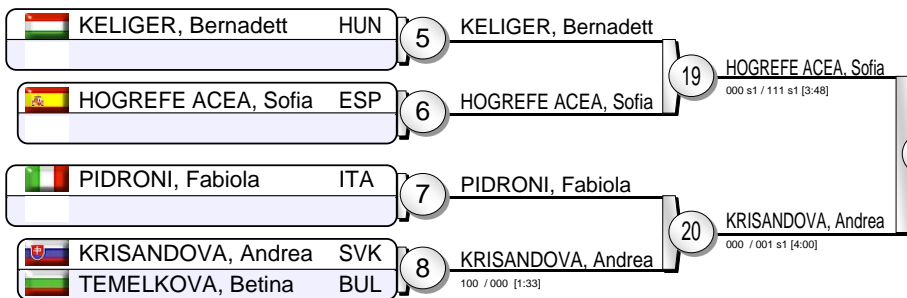 KELIGER, Bernadett HUN
5
KELIGER, Bernadett
19
HOGREFE ACEA, Sofia
000 s1 / 111 s1 [3:48]
HOGREFE ACEA, Sofia ESP
6
HOGREFE ACEA, Sofia
PIDRONI, Fabiola ITA
7
PIDRONI, Fabiola
20
KRISANDOVA, Andrea
000 / 001 s1 [4:00]
KRISANDOVA, Andrea SVK
TEMELKOVA, Betina BUL
8
KRISANDOVA, Andrea
100 / 000 [1:33]